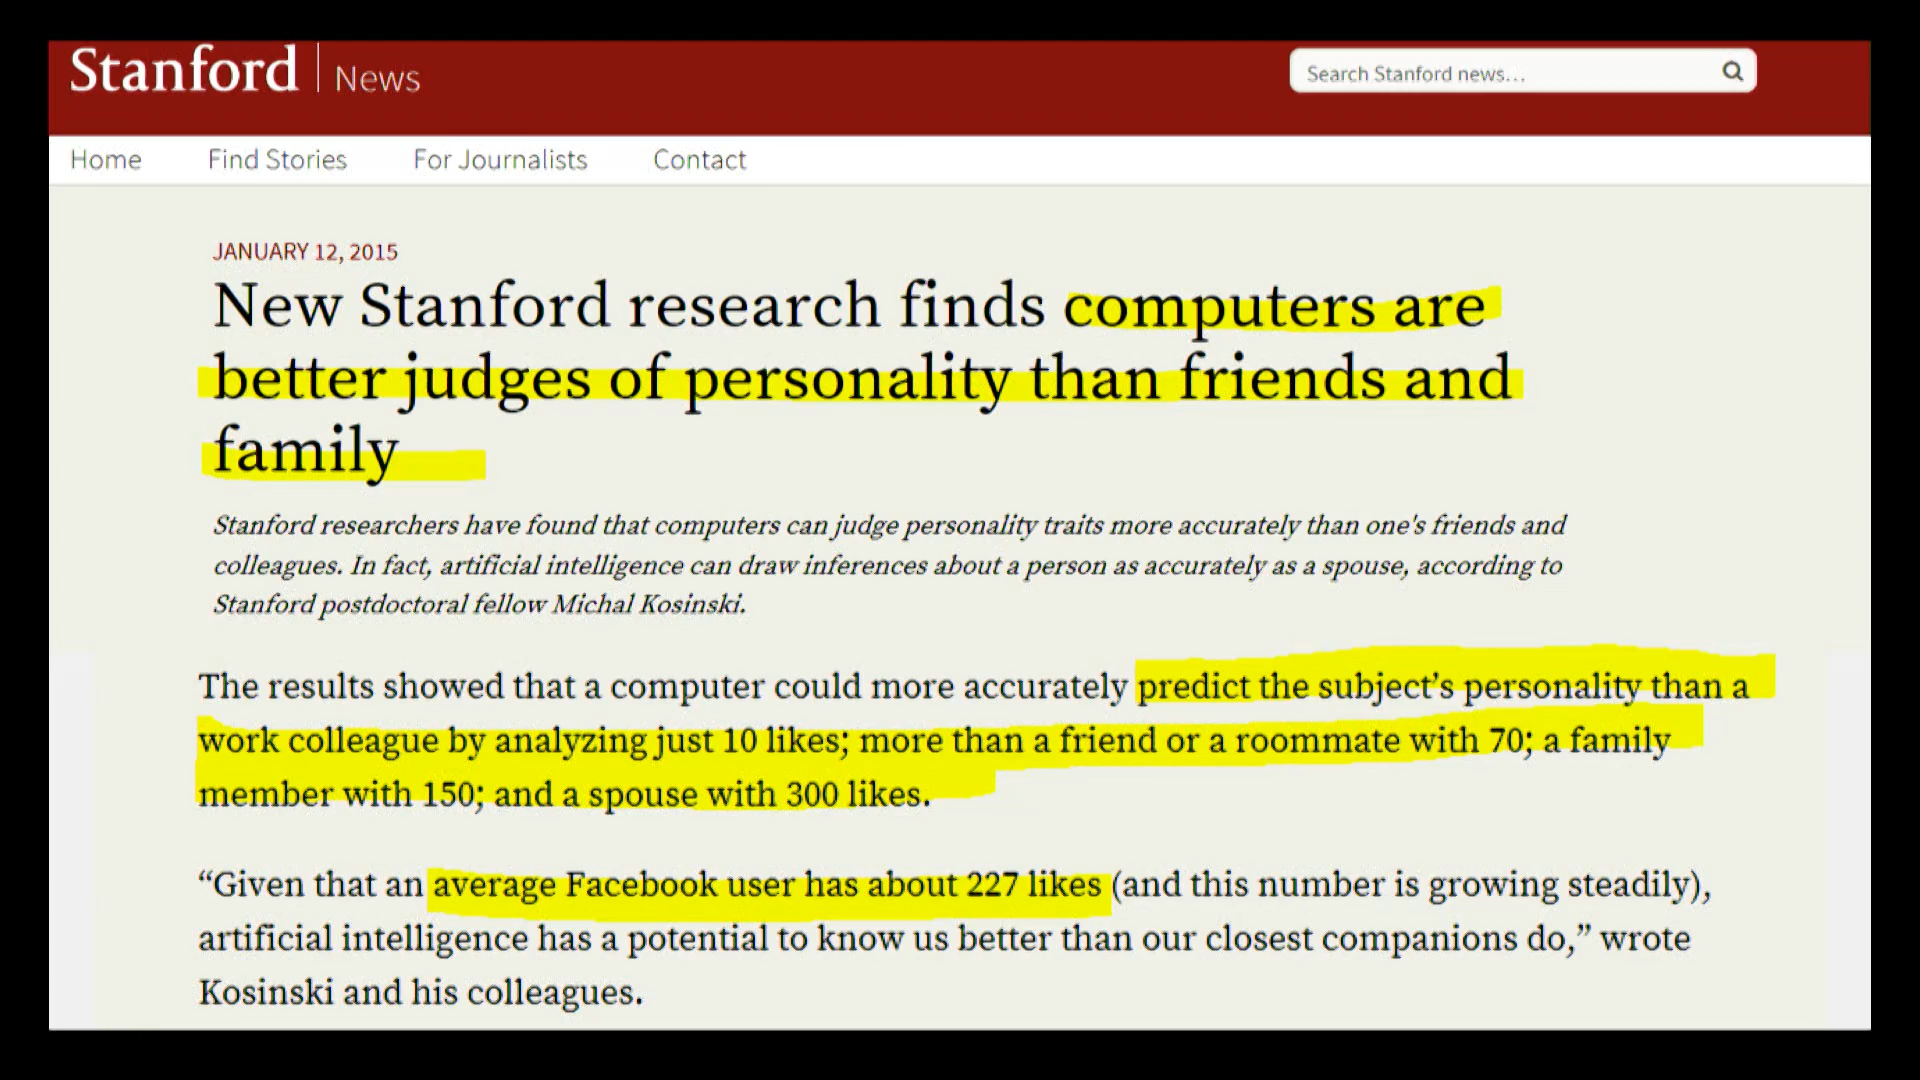 Stanford | News
Search Stanford news...
Home Find Stories For Journalists Contact
JANUARY 12, 2015
New Stanford research finds computers are
better judges of personality than friends and
family
Stanford researchers have found that computers can judge personality traits more accurately than one's friends and
colleagues. In fact, artificial intelligence can draw inferences about a person as accurately as a spouse, according to
Stanford postdoctoral fellow Michal Kosinski.
The results showed that a computer could more accurately predict the subject's personality than a
work colleague by analyzing just 10 likes; more than a friend or a roommate with 70; a family
member with 150; and a spouse with 300 likes.
“Given that an average Facebook user has about 227 likes (and this number is growing steadily),
artificial intelligence has a potential to know us better than our closest companions do,” wrote
Kosinski and his colleagues.